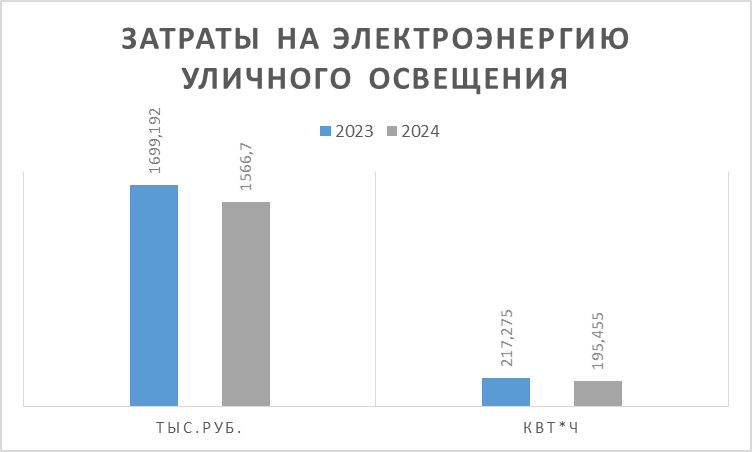 ЗАТРАТЫ НА ЭЛЕКТРОЭНЕРГИЮ
УЛИЧНОГО ОСВЕЩЕНИЯ
2023 2024
1699,192
1566,7
217,275
195,455
ТЫС.РУБ.
КВТ*Ч